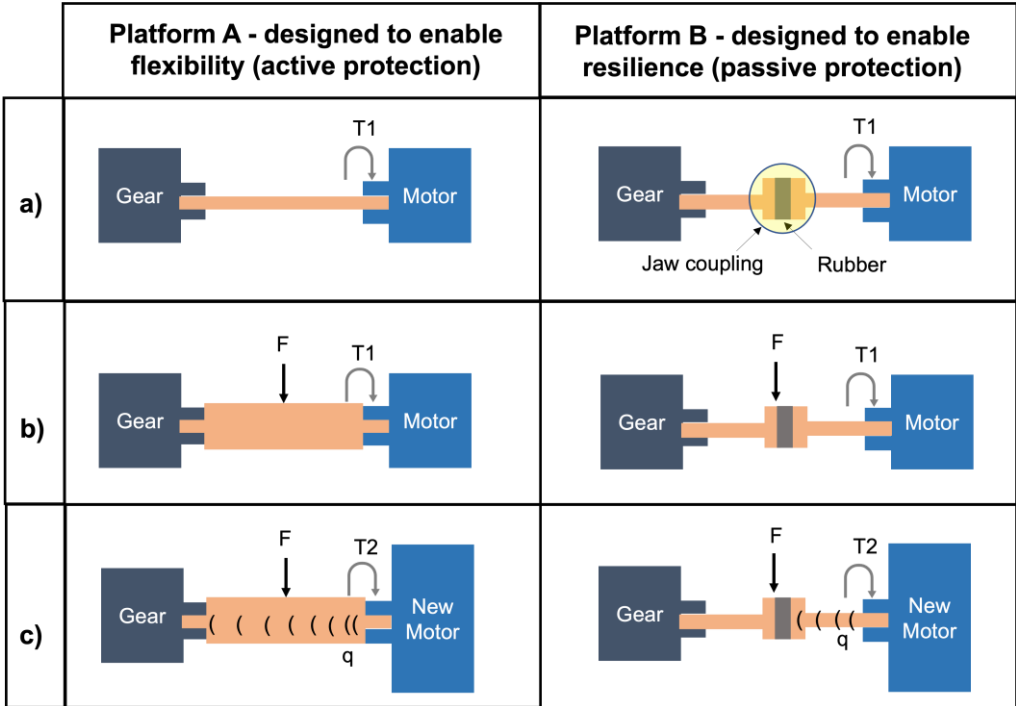 Platform A - designed to enable
flexibility (active protection)
Platform B - designed to enable
resilience (passive protection)
a)
T1
Gear
Motor
T1
Gear
Motor
Jaw coupling
Rubber
b)
F
T1
Gear
Motor
F
T1
Gear
Motor
c)
F
T2
Gear
New
Motor
q
F
T2
Gear
New
Motor
q